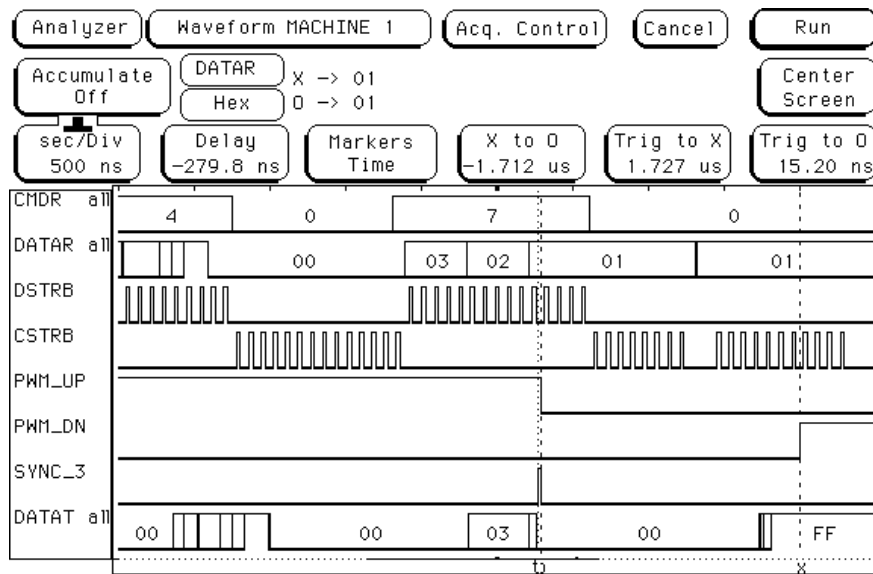 Analyzer Waveform MACHINE 1 Acq. Control Cancel Run
Accumulate Off DATAR X -> 01 Center Screen
Hex O -> 01
sec/Div 500 ns Delay -279.8 ns Markers Time X to O -1.712 us Trig to X 1.727 us Trig to O 15.20 ns
CMDR all 4 0 7 0
DATAR all 00 03 02 01 01
DSTRB
CSTRB
PWM_UP
PWM_DN
SYNC_3
DATAT all 00 00 03 00 FF
X